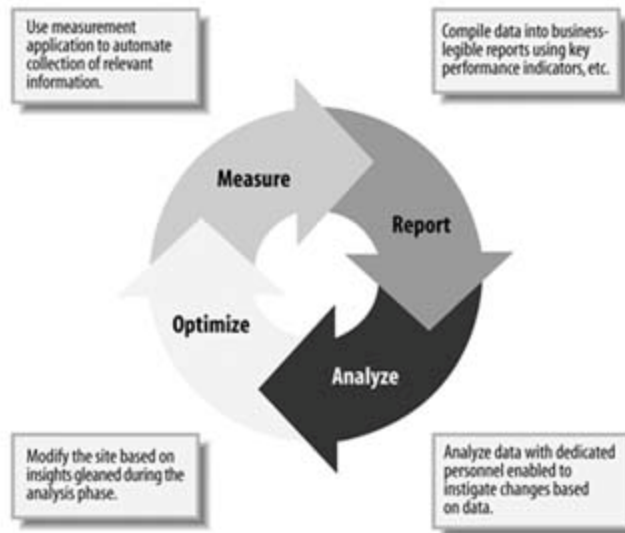 Use measurement
application to automate
collection of relevant
information.
Compile data into business-
legible reports using key
performance indicators, etc.
Measure
Report
Optimize
Analyze
Modify the site based on
insights gleaned during the
analysis phase.
Analyze data with dedicated
personnel enabled to
instigate changes based
on data.